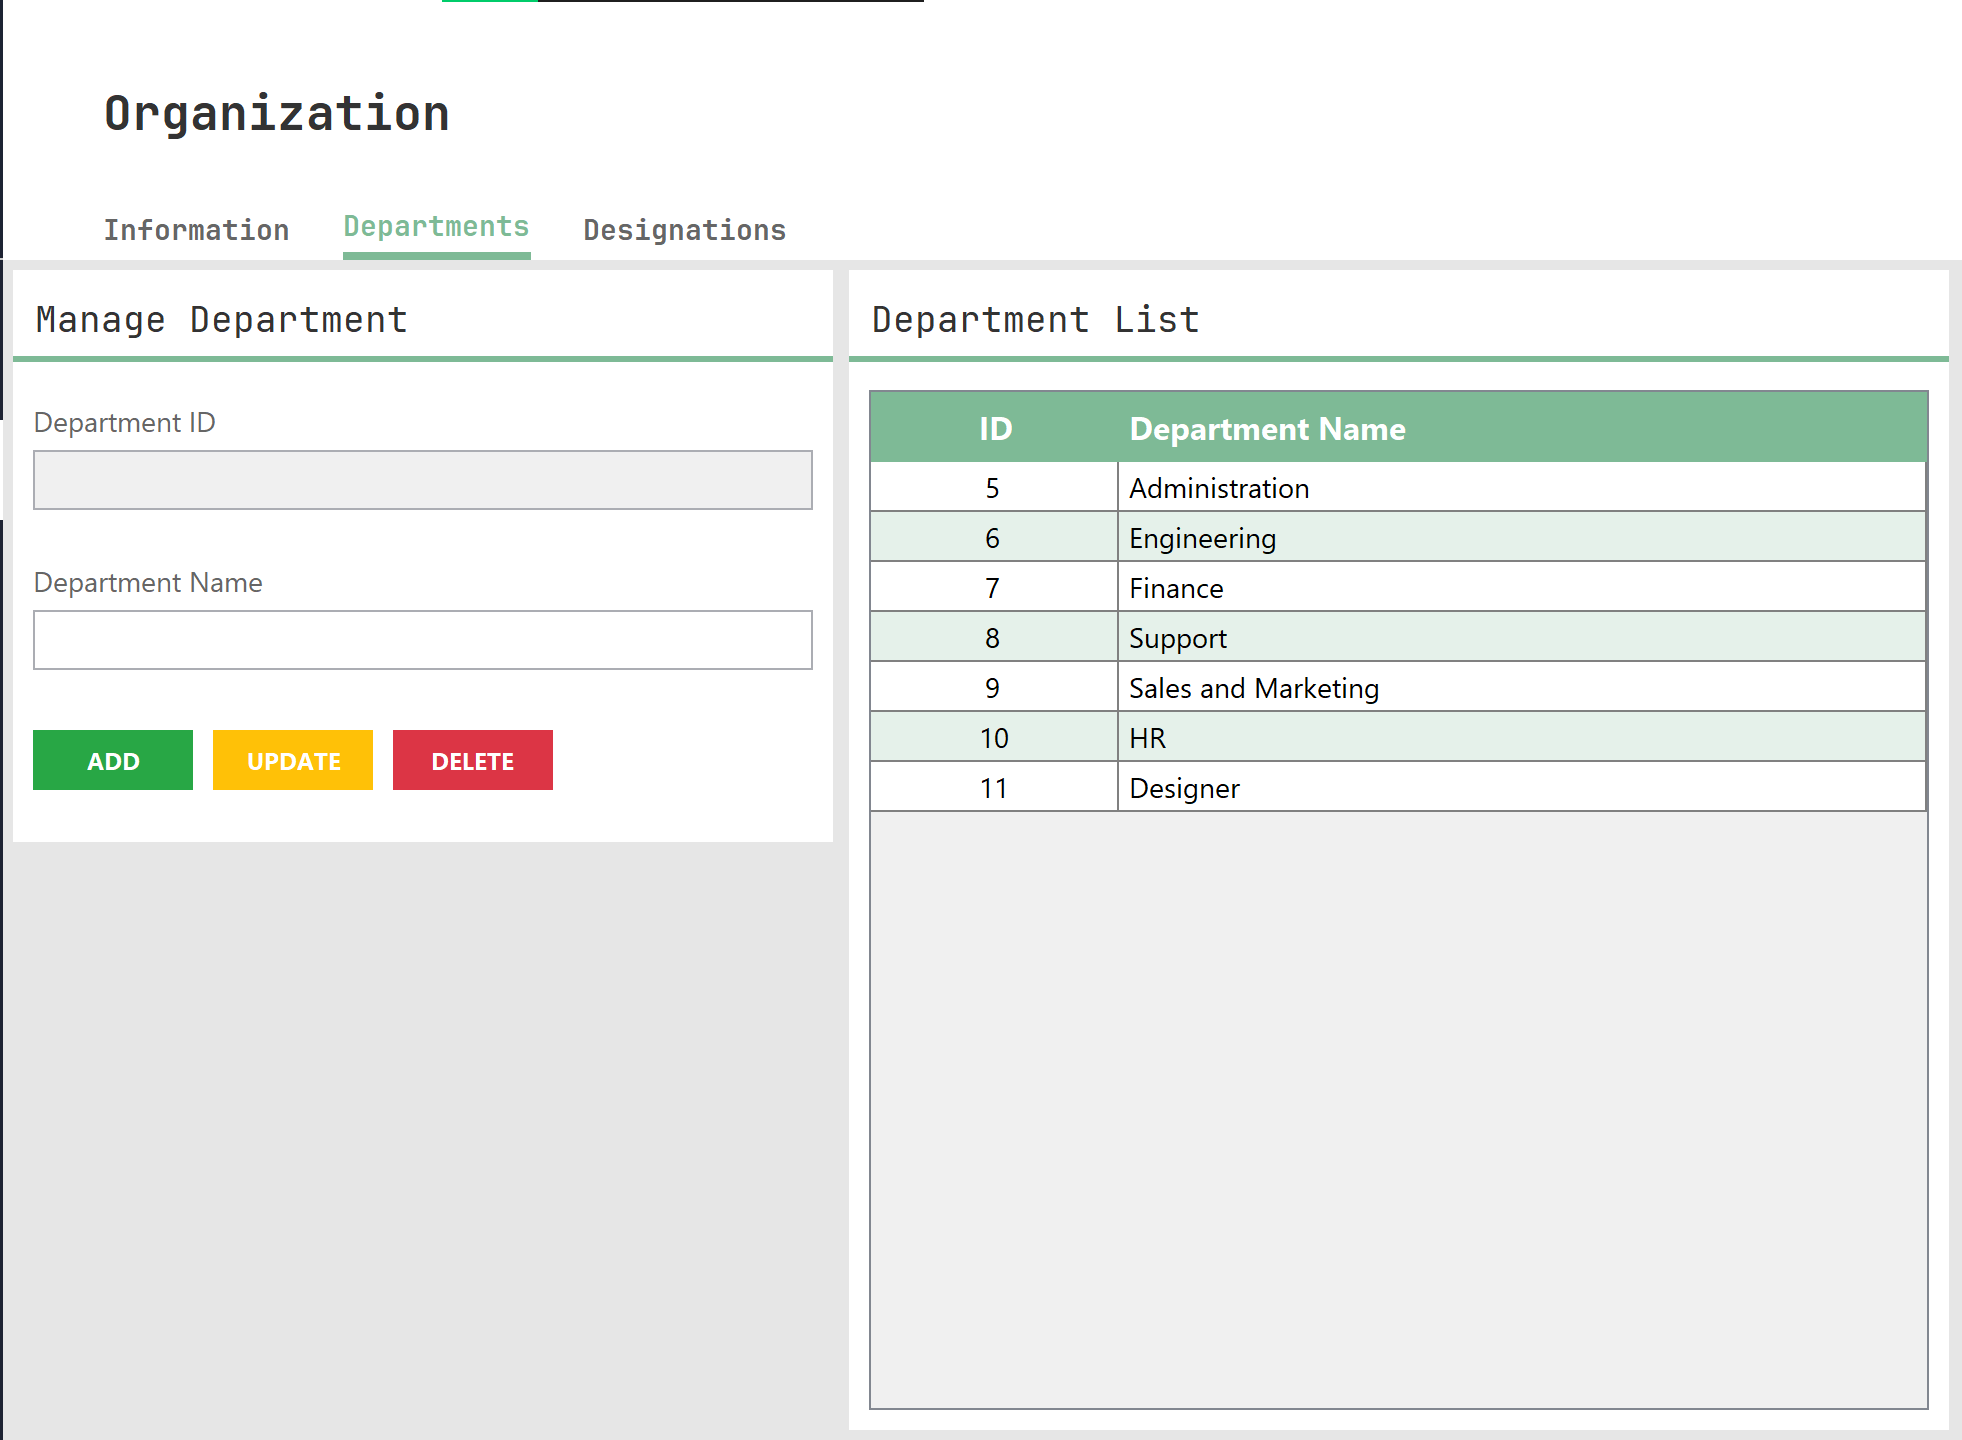 Organization
Information Departments Designations
Manage Department
Department ID
Department Name
ADD UPDATE DELETE
Department List
ID Department Name
5 Administration
6 Engineering
7 Finance
8 Support
9 Sales and Marketing
10 HR
11 Designer